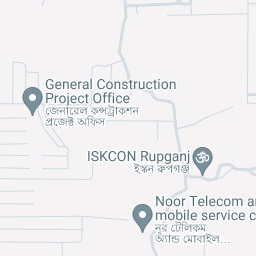 General Construction
Project Office
জেনারেল কন্সট্রাকশন
প্রজেক্ট অফিস
ISKCON Rupganj
ইস্কন রুপগঞ্জ
Noor Telecom an
mobile service c
নূর টেলিকম
অ্যান্ড মোবাইল...